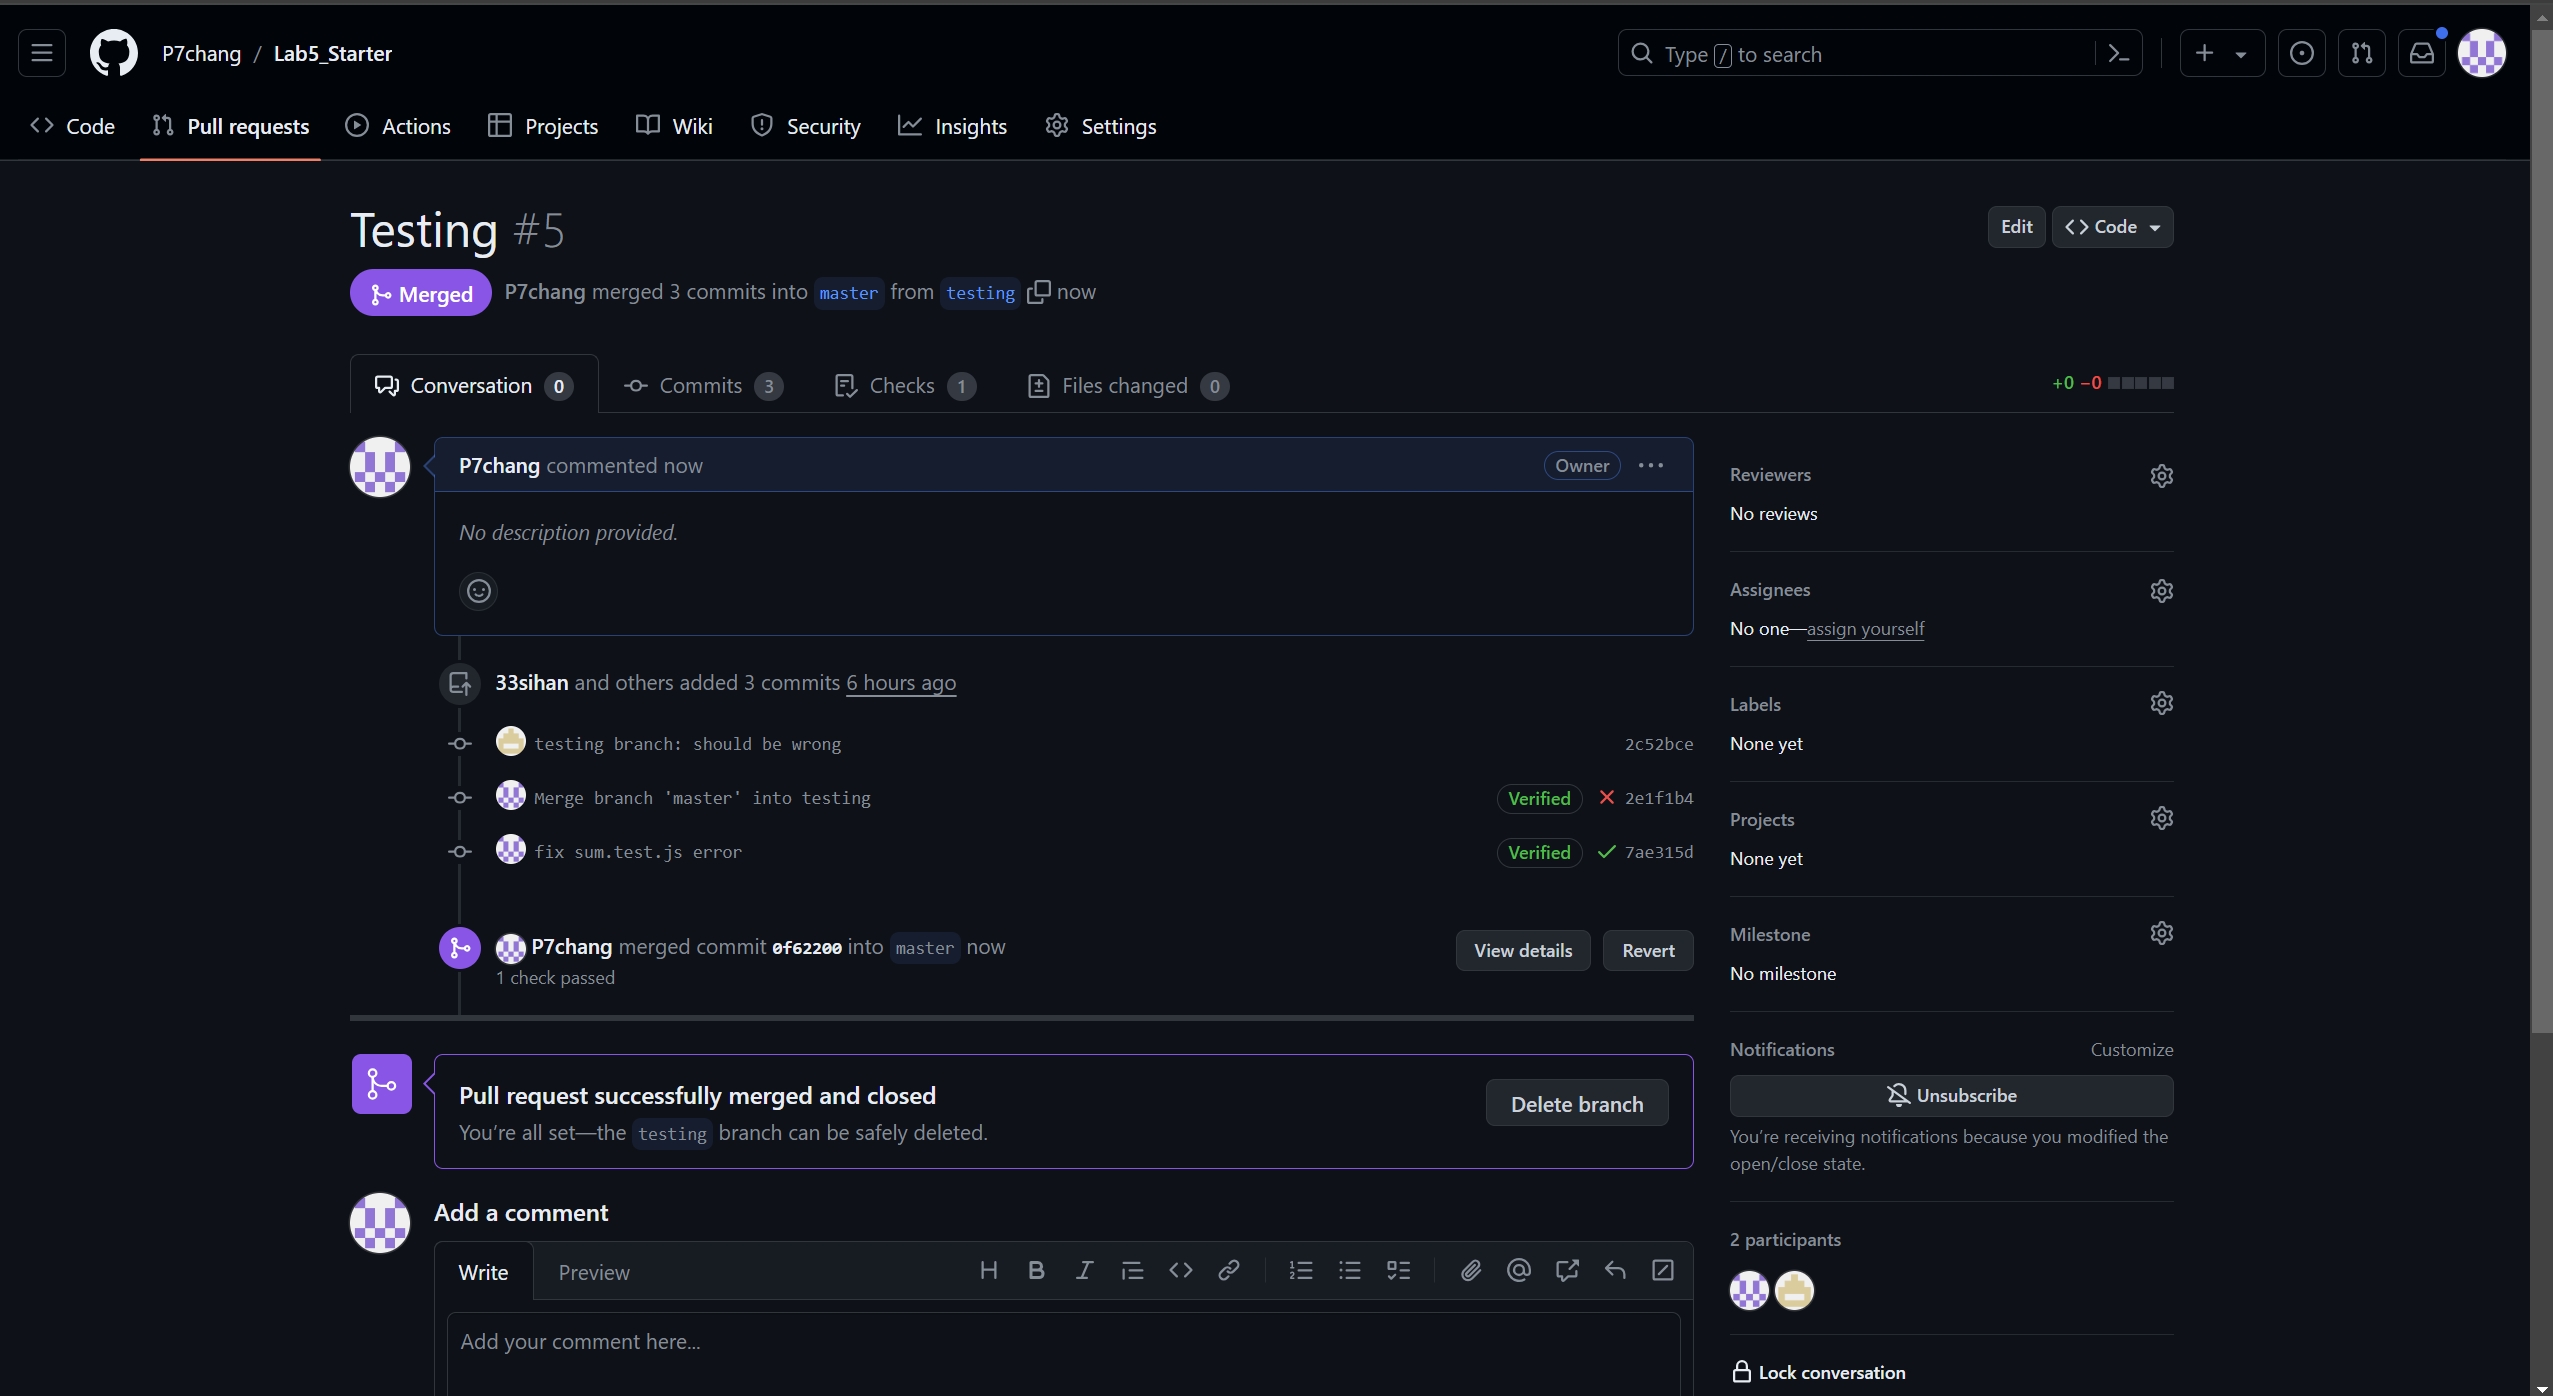 P7chang / Lab5_Starter
Type / to search
Code
Pull requests
Actions
Projects
Wiki
Security
Insights
Settings
Testing #5
Edit
Code
Merged
P7chang merged 3 commits into master from testing now
Conversation 0
Commits 3
Checks 1
Files changed 0
+0 −0
P7chang commented now
Owner
No description provided.
33sihan and others added 3 commits 6 hours ago
testing branch: should be wrong
2c52bce
Merge branch 'master' into testing
Verified
2e1f1b4
fix sum.test.js error
Verified
7ae315d
P7chang merged commit 0f62200 into master now
1 check passed
View details
Revert
Pull request successfully merged and closed
You're all set—the testing branch can be safely deleted.
Delete branch
Add a comment
Write
Preview
Add your comment here...
Reviewers
No reviews
Assignees
No one—assign yourself
Labels
None yet
Projects
None yet
Milestone
No milestone
Notifications
Customize
Unsubscribe
You're receiving notifications because you modified the
open/close state.
2 participants
Lock conversation